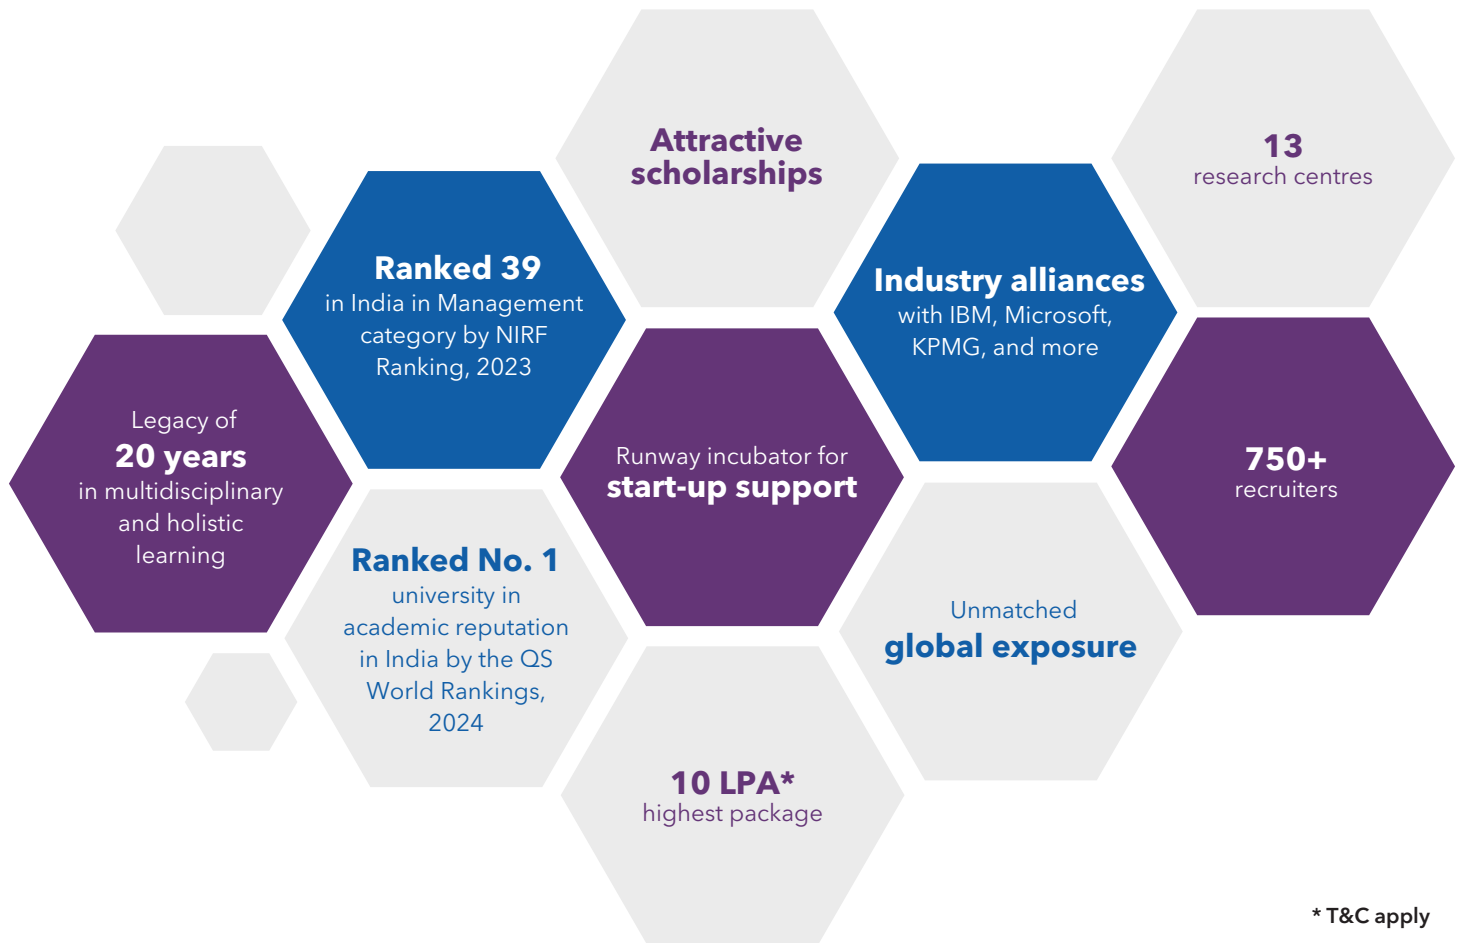 Attractive
scholarships
13
research centres
Ranked 39
in India in Management
category by NIRF
Ranking, 2023
Industry alliances
with IBM, Microsoft,
KPMG, and more
Legacy of
20 years
in multidisciplinary
and holistic
learning
Runway incubator for
start-up support
750+
recruiters
Ranked No. 1
university in
academic reputation
in India by the QS
World Rankings,
2024
Unmatched
global exposure
10 LPA*
highest package
* T&C apply